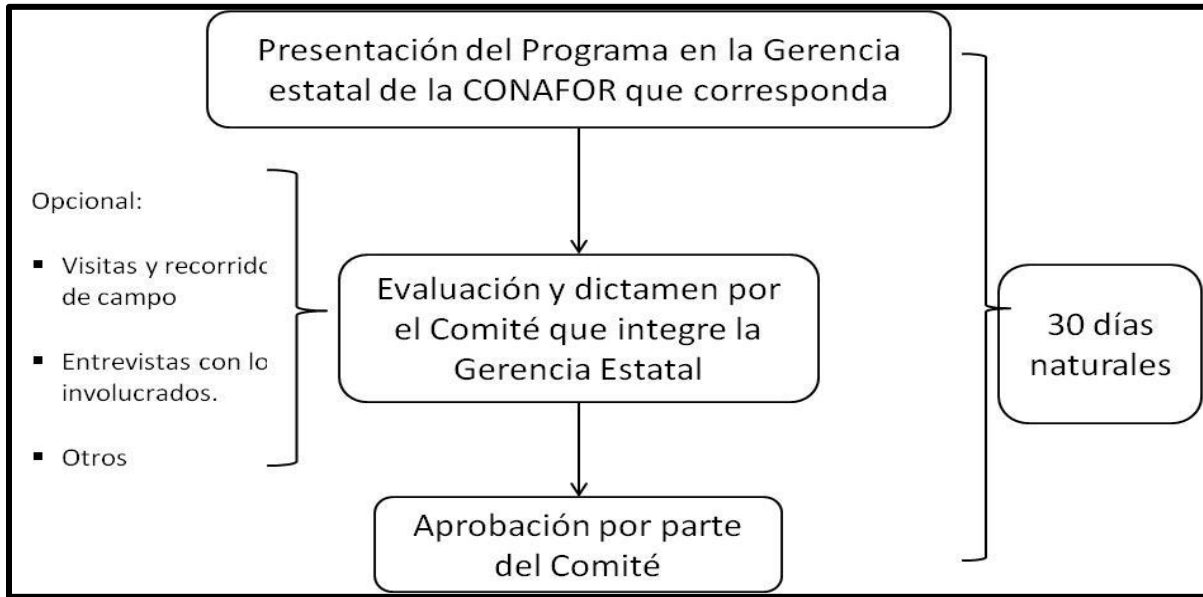 Presentación del Programa en la Gerencia
estatal de la CONAFOR que corresponda
Opcional:
▪ Visitas y recorrido
de campo
▪ Entrevistas con lo
involucrados.
▪ Otros
Evaluación y dictamen por
el Comité que integre la
Gerencia Estatal
Aprobación por parte
del Comité
30 días
naturales